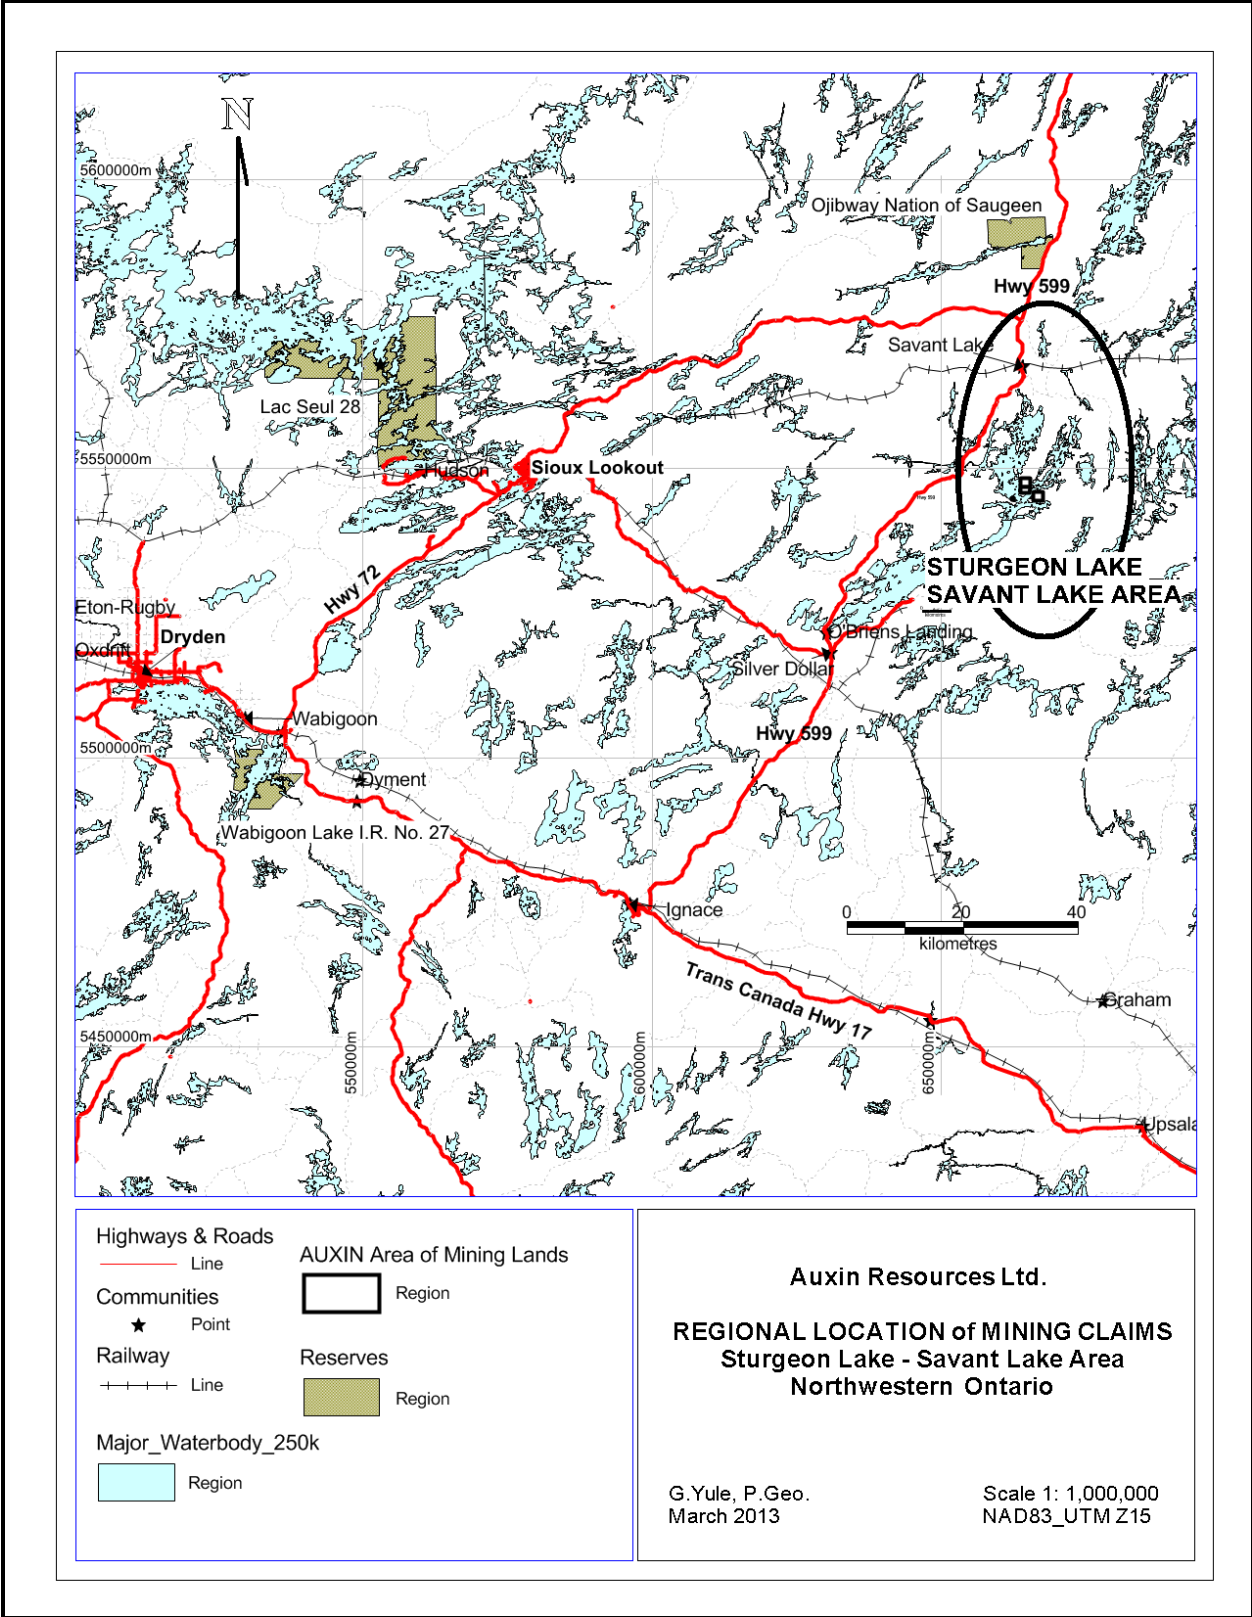 N
5600000m
Ojibway Nation of Saugeen
Hwy 599
Savant Lake
Lac Seul 28
5550000m
Hudson
Sioux Lookout
Hwy 599
STURGEON LAKE
SAVANT LAKE AREA
Hwy 72
Eton-Rugby
Dryden
Oxdrift
O'Briens Landing
Silver Dollar
Wabigoon
Hwy 599
5500000m
Dyment
Wabigoon Lake I.R. No. 27
Ignace
0 20 40
kilometres
Trans Canada Hwy 17
Graham
5450000m
550000m
600000m
650000m
Upsala
Highways & Roads
Line
Communities
Point
Railway
Line
Major_Waterbody_250k
Region
AUXIN Area of Mining Lands
Region
Reserves
Region
Auxin Resources Ltd.
REGIONAL LOCATION of MINING CLAIMS
Sturgeon Lake - Savant Lake Area
Northwestern Ontario
G.Yule, P.Geo.
March 2013
Scale 1: 1,000,000
NAD83_UTM Z15